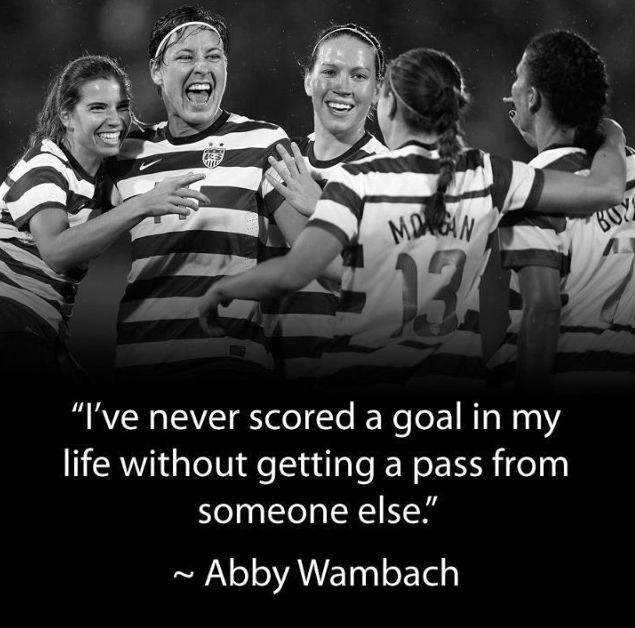 MORGAN
13
"I've never scored a goal in my
life without getting a pass from
someone else."
~ Abby Wambach